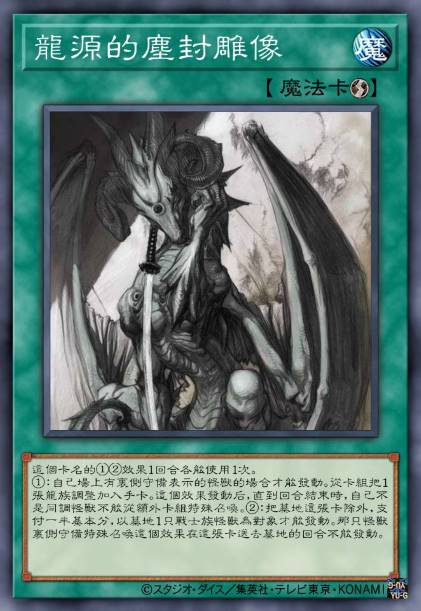 龍源的塵封雕像
魔
【魔法卡】
這個卡名的①②效果1回合各能使用1次。
①：自己場上有裏側守備表示的怪獸的場合才能發動。從卡組把1
張龍族調整加入手卡。這個效果發動后，直到回合結束時，自己不
是同調怪獸不能從額外卡組特殊召喚。②：把墓地這張卡除外，支
付一半基本分，以墓地1只戰士族怪獸為對象才能發動。那只怪獸
裏側守備特殊召喚這個效果在這張卡送去墓地的回合不能發動。
©スタジオ・ダイス／集英社・テレビ東京・KONAMI
YU-G